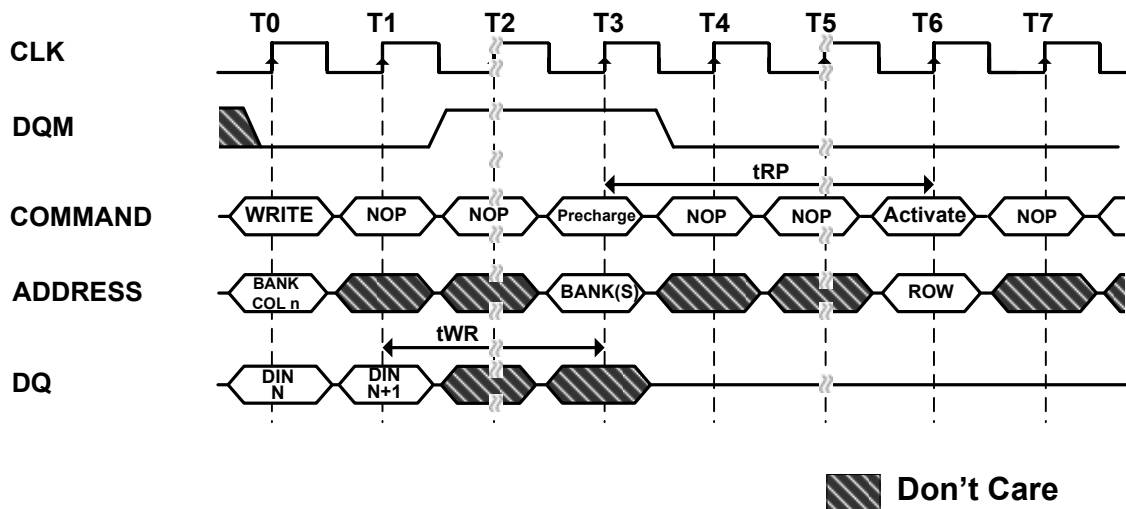 T0 T1 T2 T3 T4 T5 T6 T7
CLK
DQM
tRP
COMMAND WRITE NOP NOP Precharge NOP NOP Activate NOP
ADDRESS BANK COL n BANK(S) ROW
tWR
DQ DIN N DIN N+1
Don't Care